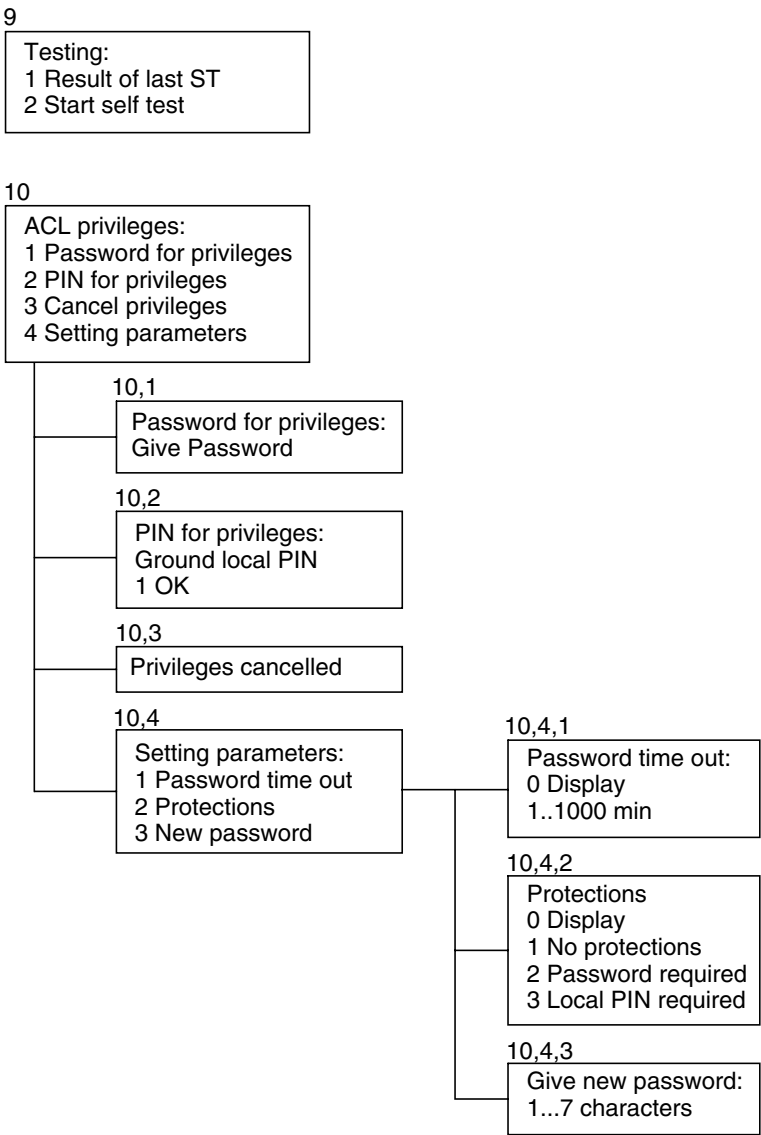 9
Testing:
1 Result of last ST
2 Start self test
10
ACL privileges:
1 Password for privileges
2 PIN for privileges
3 Cancel privileges
4 Setting parameters
10,1
Password for privileges:
Give Password
10,2
PIN for privileges:
Ground local PIN
1 OK
10,3
Privileges cancelled
10,4
Setting parameters:
1 Password time out
2 Protections
3 New password
10,4,1
Password time out:
0 Display
1..1000 min
10,4,2
Protections
0 Display
1 No protections
2 Password required
3 Local PIN required
10,4,3
Give new password:
1...7 characters